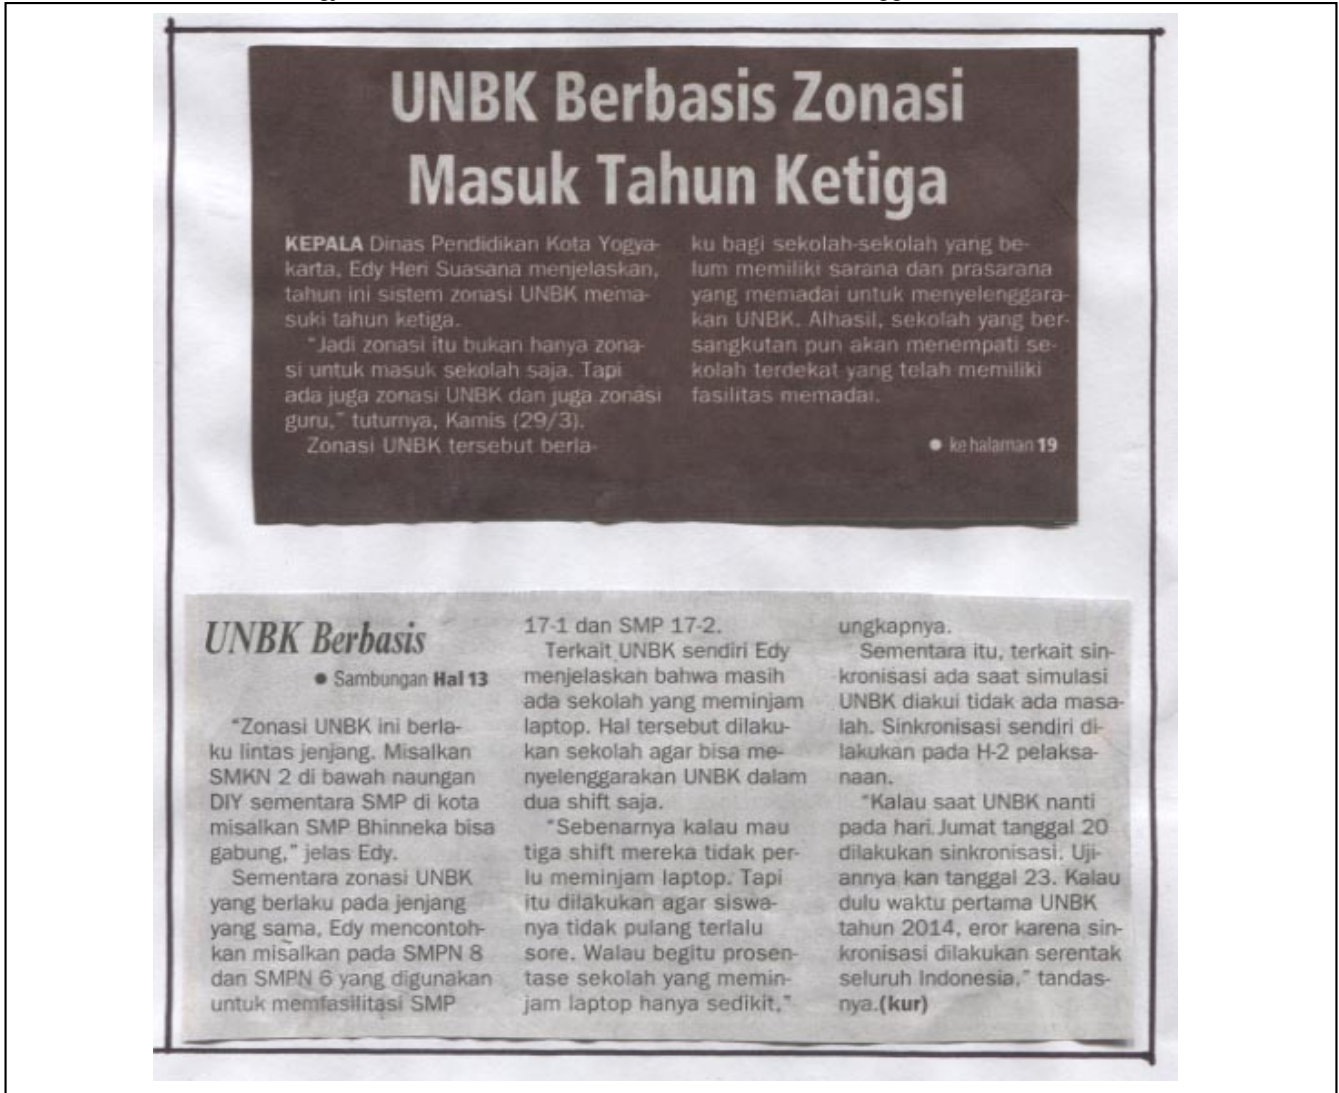 UNBK Berbasis Zonasi
Masuk Tahun Ketiga
KEPALA Dinas Pendidikan Kota Yogya-
karta, Edy Heri Suasana menjelaskan,
tahun ini sistem zonasi UNBK mema-
suki tahun ketiga.
"Jadi zonasi itu bukan hanya zona-
si untuk masuk sekolah saja. Tapi
ada juga zonasi UNBK dan juga zonasi
guru," tuturnya, Kamis (29/3).
Zonasi UNBK tersebut berla-
ku bagi sekolah-sekolah yang be-
lum memiliki sarana dan prasarana
yang memadai untuk menyelenggara-
kan UNBK. Alhasil, sekolah yang ber-
sangkutan pun akan menempati se-
kolah terdekat yang telah memiliki
fasilitas memadai.
● ke halaman 19
UNBK Berbasis
● Sambungan Hal 13
"Zonasi UNBK ini berla-
ku lintas jenjang. Misalkan
SMKN 2 di bawah naungan
DIY sementara SMP di kota
misalkan SMP Bhinneka bisa
gabung," jelas Edy.
Sementara zonasi UNBK
yang berlaku pada jenjang
yang sama, Edy mencontoh-
kan misalkan pada SMPN 8
dan SMPN 6 yang digunakan
untuk memfasilitasi SMP
17-1 dan SMP 17-2.
Terkait UNBK sendiri Edy
menjelaskan bahwa masih
ada sekolah yang meminjam
laptop. Hal tersebut dilaku-
kan sekolah agar bisa me-
nyelenggarakan UNBK dalam
dua shift saja.
"Sebenarnya kalau mau
tiga shift mereka tidak per-
lu meminjam laptop. Tapi
itu dilakukan agar siswa-
nya tidak pulang terlalu
sore. Walau begitu prosen-
tase sekolah yang memin-
jam laptop hanya sedikit,"
ungkapnya.
Sementara itu, terkait sin-
kronisasi ada saat simulasi
UNBK diakui tidak ada masa-
lah. Sinkronisasi sendiri di-
lakukan pada H-2 pelaksa-
naan.
"Kalau saat UNBK nanti
pada hari Jumat tanggal 20
dilakukan sinkronisasi. Uji-
annya kan tanggal 23. Kalau
dulu waktu pertama UNBK
tahun 2014, eror karena sin-
kronisasi dilakukan serentak
seluruh Indonesia," tandas-
nya.(kur)